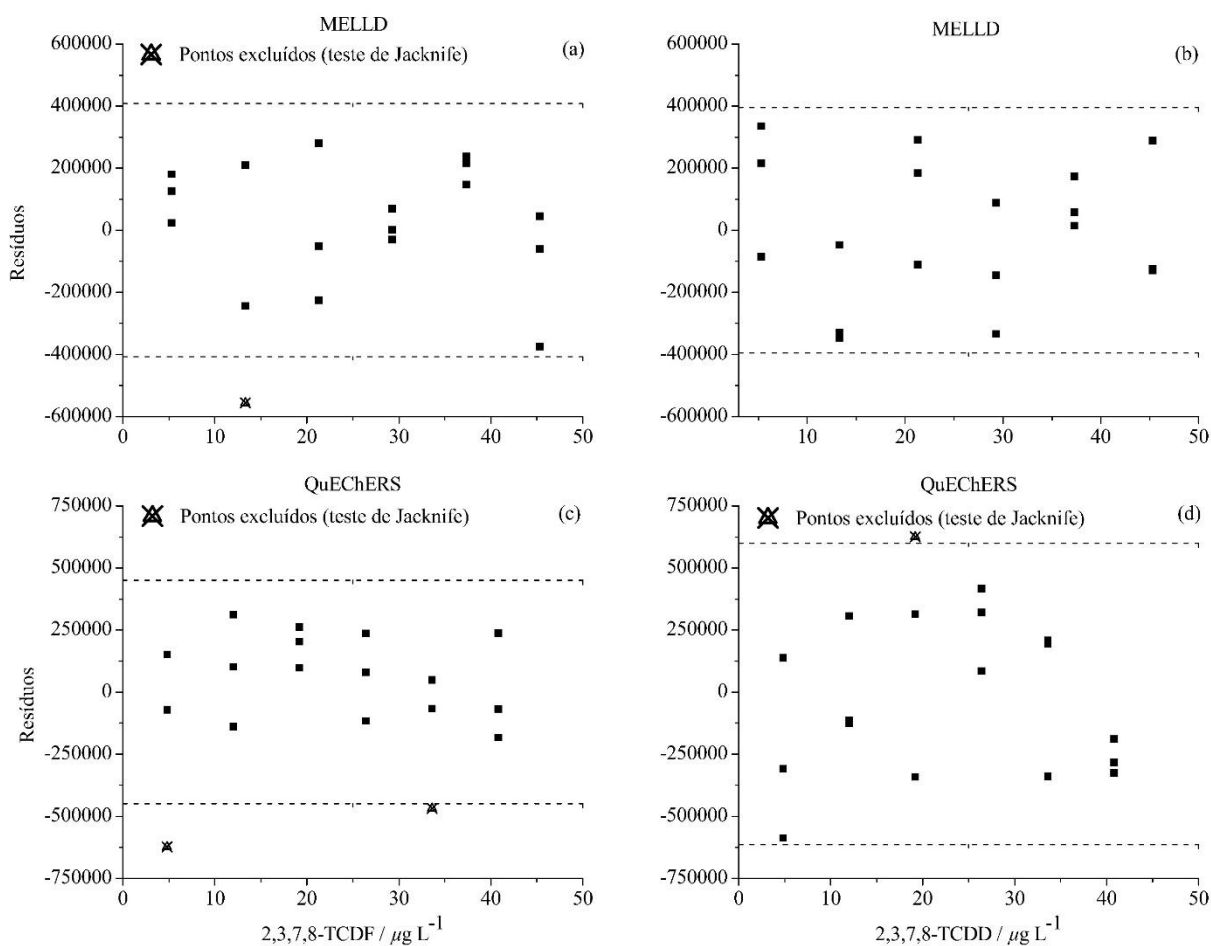 MELLD
600000
Pontos excluídos (teste de Jacknife)
(a)
400000
200000
0
-200000
-400000
-600000
Resíduos
0 10 20 30 40 50
MELLD
600000
(b)
400000
200000
0
-200000
-400000
-600000
10 20 30 40 50
QuEChERS
750000
Pontos excluídos (teste de Jacknife)
(c)
500000
250000
0
-250000
-500000
-750000
Resíduos
0 10 20 30 40 50
2,3,7,8-TCDF / µg L⁻¹
QuEChERS
750000
Pontos excluídos (teste de Jacknife)
(d)
500000
250000
0
-250000
-500000
-750000
0 10 20 30 40 50
2,3,7,8-TCDD / µg L⁻¹